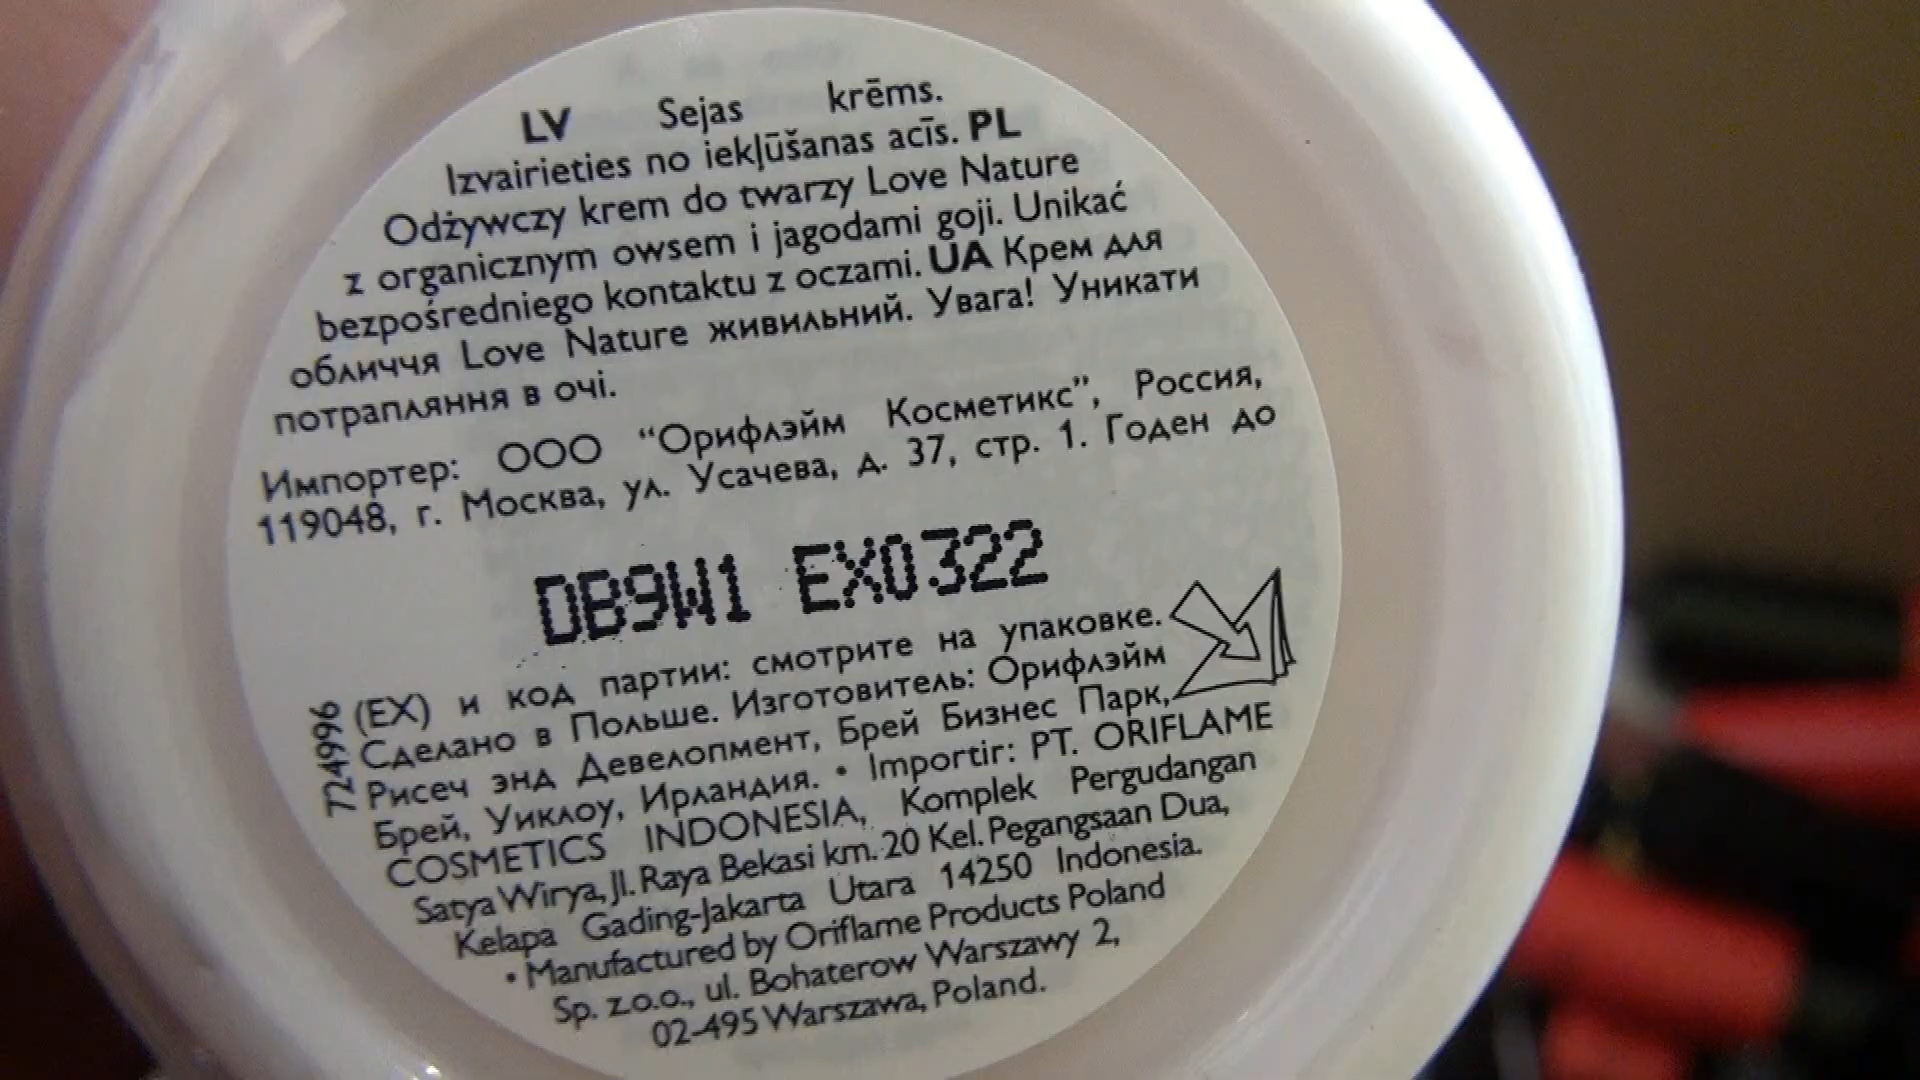 LV Sejas krēms.
Izvairieties no iekļūšanas acīs. PL
Odżywczy krem do twarzy Love Nature
z organicznym owsem i jagodami goji. Unikać
bezpośredniego kontaktu z oczami. UA Крем для
обличчя Love Nature живильний. Увага! Уникати
потрапляння в очі.
Импортер: ООО “Орифлэйм Косметикс”, Россия,
119048, г. Москва, ул. Усачева, д. 37, стр. 1. Годен до
DB9W1 EX0322
(EX) и код партии: смотрите на упаковке.
Сделано в Польше. Изготовитель: Орифлэйм
Рисеч энд Девелопмент, Брей Бизнес Парк,
Брей, Уиклоу, Ирландия. • Importir: PT. ORIFLAME
COSMETICS INDONESIA, Komplek Pergudangan
Satya Wirya, Jl. Raya Bekasi km. 20 Kel. Pegangsaan Dua,
Kelapa Gading-Jakarta Utara 14250 Indonesia.
• Manufactured by Oriflame Products Poland
Sp. z.o.o., ul. Bohaterow Warszawy 2,
02-495 Warszawa, Poland.
724996